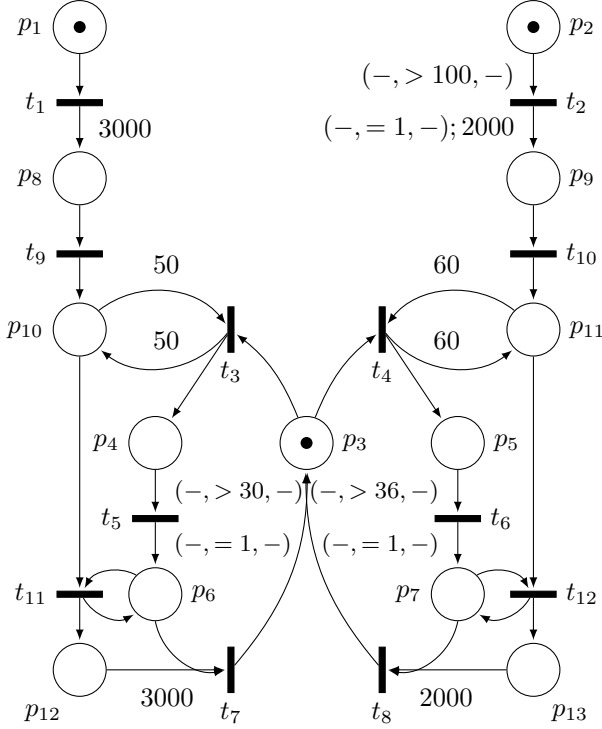 p1
p2
(−, > 100, −)
t1
t2
3000
(−, = 1, −); 2000
p8
p9
t9
t10
50
60
p10
p11
50
60
t3
t4
p4
p3
p5
(−, > 30, −)
(−, > 36, −)
t5
t6
(−, = 1, −)
(−, = 1, −)
p6
p7
t11
t12
3000
2000
p12
t7
t8
p13